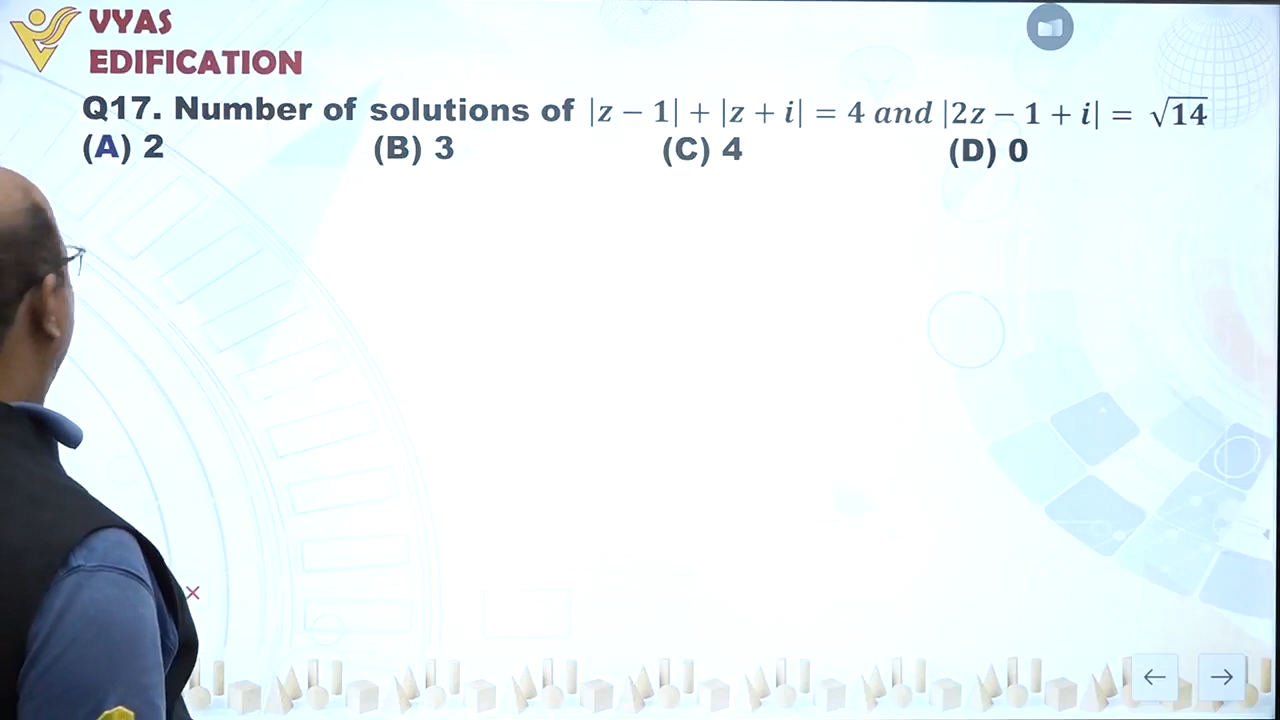 VYAS
EDIFICATION
Q17. Number of solutions of |z − 1| + |z + i| = 4 and |2z − 1 + i| = √14
(A) 2 (B) 3 (C) 4 (D) 0